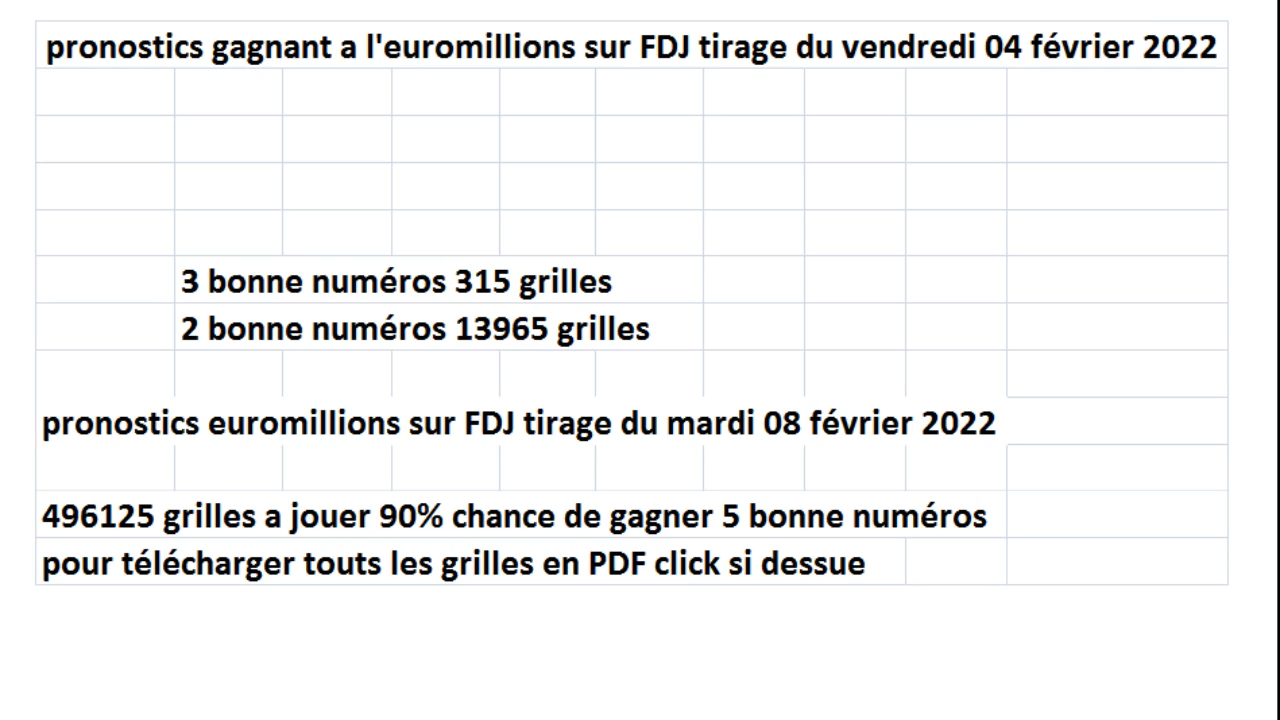 pronostics gagnant a l'euromillions sur FDJ tirage du vendredi 04 février 2022
3 bonne numéros 315 grilles
2 bonne numéros 13965 grilles
pronostics euromillions sur FDJ tirage du mardi 08 février 2022
496125 grilles a jouer 90% chance de gagner 5 bonne numéros
pour télécharger touts les grilles en PDF click si dessue